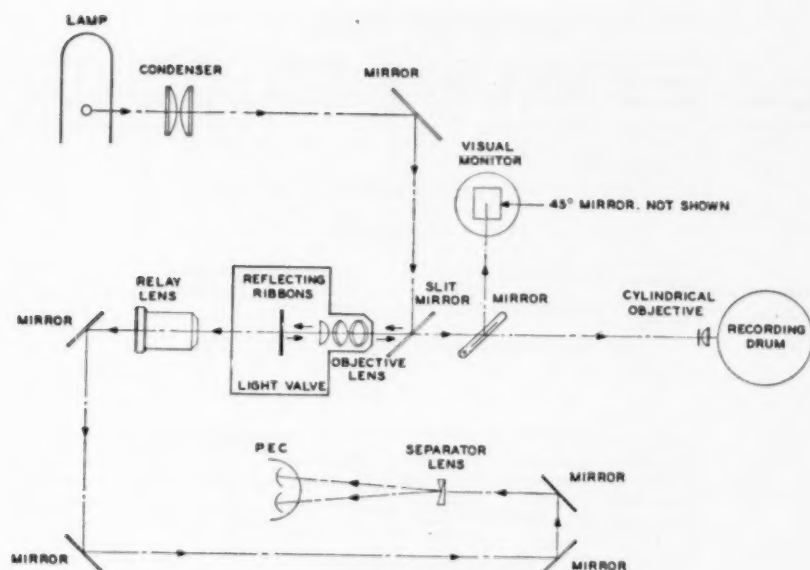 LAMP
CONDENSER
MIRROR
VISUAL
MONITOR
45° MIRROR. NOT SHOWN
RELAY
LENS
REFLECTING
RIBBONS
SLIT
MIRROR
MIRROR
CYLINDRICAL
OBJECTIVE
MIRROR
RECORDING
DRUM
OBJECTIVE
LENS
LIGHT VALVE
PEC
SEPARATOR
LENS
MIRROR
MIRROR
MIRROR